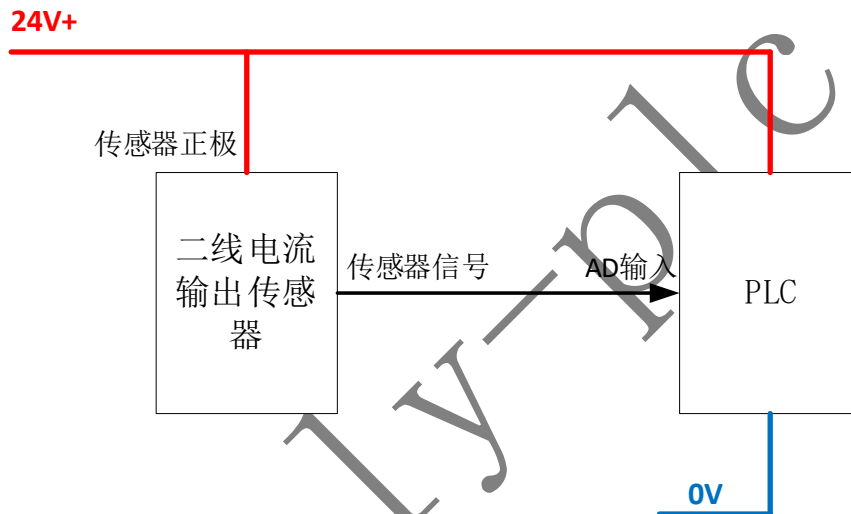 24V+
传感器正极
二线电流
输出传感
器
传感器信号
AD输入
PLC
0V
ly-plc